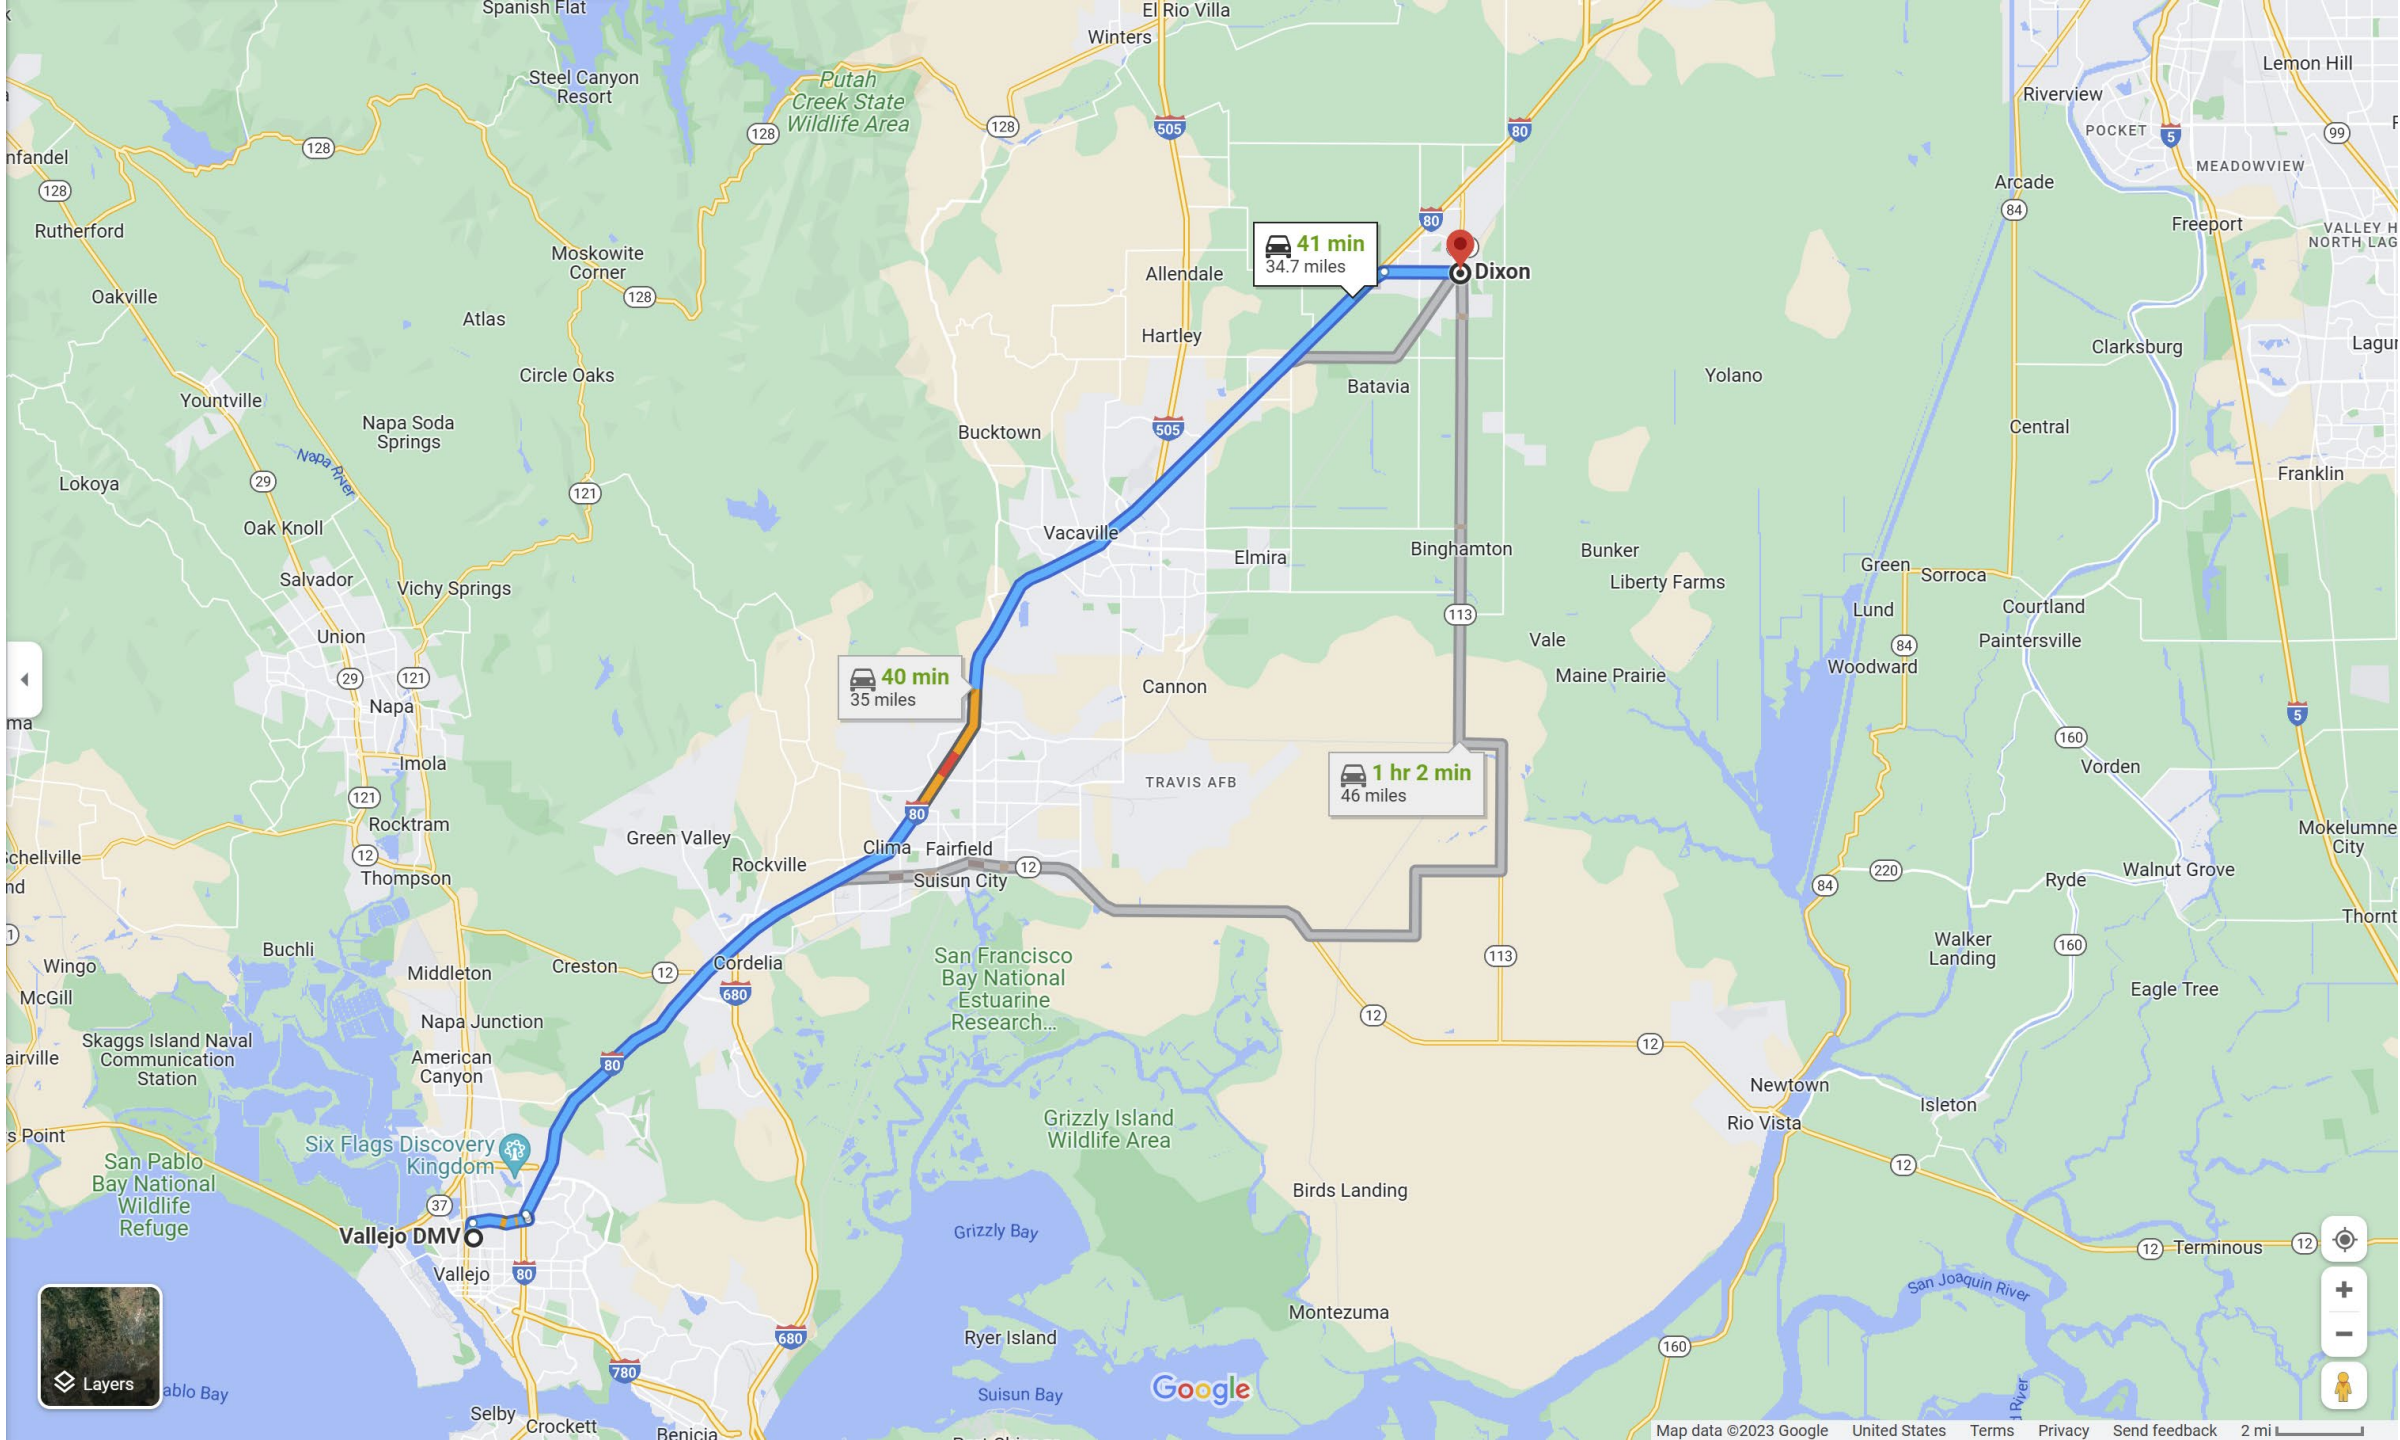 Spanish Flat
El Rio Villa
Winters
Lemon Hill
Steel Canyon
Resort
Putah
Creek State
Wildlife Area
Riverview
POCKET
MEADOWVIEW
505
80
128
128
128
5
99
nfandel
128
Arcade
84
Rutherford
80
Freeport
VALLEY H
NORTH LAG
Moskowite
Corner
41 min
34.7 miles
Dixon
Allendale
Oakville
128
Atlas
Hartley
Clarksburg
Lagur
Circle Oaks
Batavia
Yolano
Yountville
Napa Soda
Springs
Bucktown
505
Central
Napa River
Lokoya
29
121
Franklin
Oak Knoll
Vacaville
Elmira
Binghamton
Bunker
Green
Sorroca
Salvador
Vichy Springs
Liberty Farms
113
Lund
Courtland
Union
Vale
84
Paintersville
Woodward
29
121
40 min
35 miles
Cannon
Maine Prairie
Napa
ma
5
160
Imola
TRAVIS AFB
1 hr 2 min
46 miles
Vorden
121
Rocktram
80
Green Valley
Clima
Fairfield
Mokelumne
City
chellville
12
Rockville
12
Thompson
Suisun City
84
220
Ryde
Walnut Grove
nd
Thornt
1
Buchli
San Francisco
Bay National
Estuarine
Research...
113
Walker
Landing
160
Wingo
Middleton
Creston
12
Cordelia
680
McGill
Eagle Tree
Napa Junction
12
12
Skaggs Island Naval
Communication
Station
airville
American
Canyon
80
Newtown
Isleton
Grizzly Island
Wildlife Area
Rio Vista
s Point
Six Flags Discovery
Kingdom
San Pablo
Bay National
Wildlife
Refuge
12
Birds Landing
37
Vallejo DMV
Grizzly Bay
12
Terminous
12
Vallejo
80
San Joaquin River
Montezuma
Ryer Island
680
160
780
Layers
ablo Bay
Google
Suisun Bay
Selby
Crockett
Benicia
Map data ©2023 Google
United States
Terms
Privacy
Send feedback
2 mi